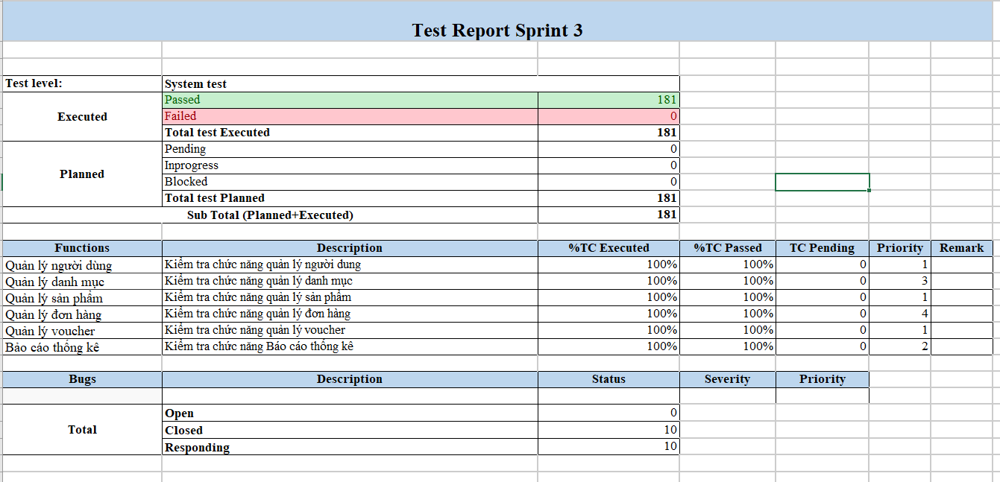 Test Report Sprint 3
Test level: System test
Executed
Passed 181
Failed 0
Total test Executed 181
Planned
Pending 0
Inprogress 0
Blocked 0
Total test Planned 181
Sub Total (Planned+Executed) 181
Functions Description %TC Executed %TC Passed TC Pending Priority Remark
Quản lý người dùng Kiểm tra chức năng quản lý người dung 100% 100% 0 1
Quản lý danh mục Kiểm tra chức năng quản lý danh mục 100% 100% 0 3
Quản lý sản phẩm Kiểm tra chức năng quản lý sản phẩm 100% 100% 0 1
Quản lý đơn hàng Kiểm tra chức năng quản lý đơn hàng 100% 100% 0 4
Quản lý voucher Kiểm tra chức năng quản lý voucher 100% 100% 0 1
Báo cáo thống kê Kiểm tra chức năng Báo cáo thống kê 100% 100% 0 2
Bugs Description Status Severity Priority
Total
Open 0
Closed 10
Responding 10